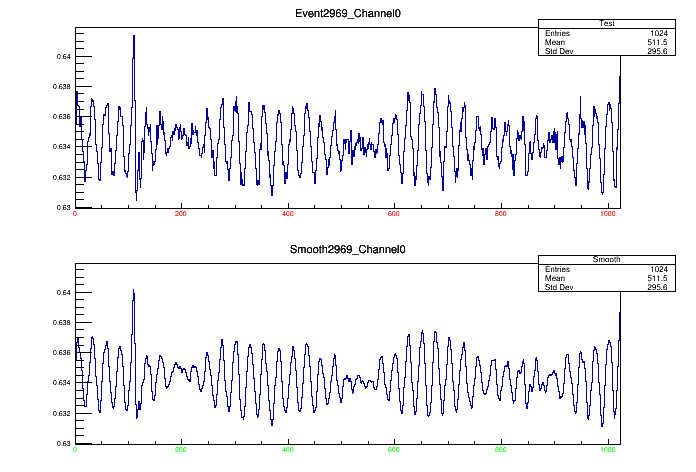 Event2969_Channel0
Test
Entries 1024
Mean 511.5
Std Dev 295.6
0.64
0.638
0.636
0.634
0.632
0.63
0 200 400 600 800 1000
Smooth2969_Channel0
Smooth
Entries 1024
Mean 511.5
Std Dev 295.6
0.64
0.638
0.636
0.634
0.632
0.63
0 200 400 600 800 1000